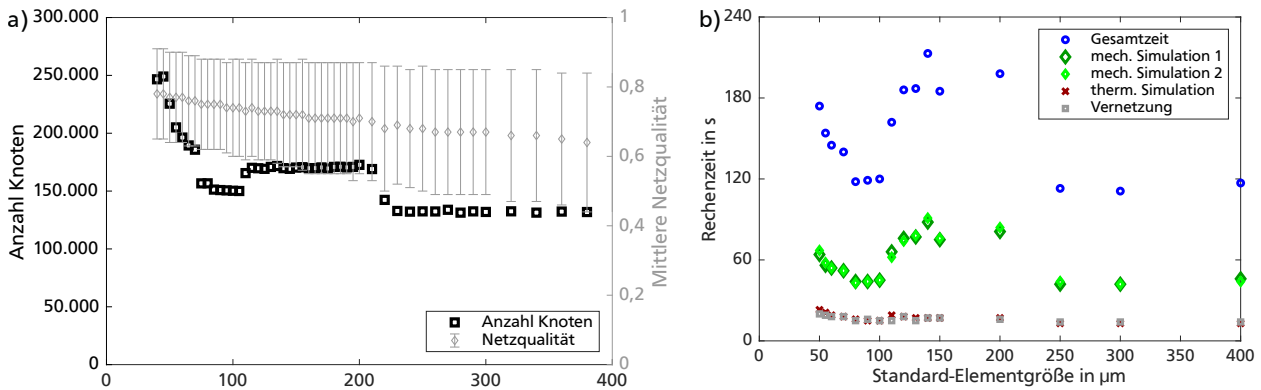 a)
300.000
250.000
200.000
150.000
100.000
50.000
0
Anzahl Knoten
0
100
200
300
400
1
0,8
0,6
0,4
0,2
0
Mittlere Netzqualität
Anzahl Knoten
Netzqualität
b)
240
180
120
60
0
Rechenzeit in s
0
50
100
150
200
250
300
350
400
Standard-Elementgröße in µm
Gesamtzeit
mech. Simulation 1
mech. Simulation 2
therm. Simulation
Vernetzung